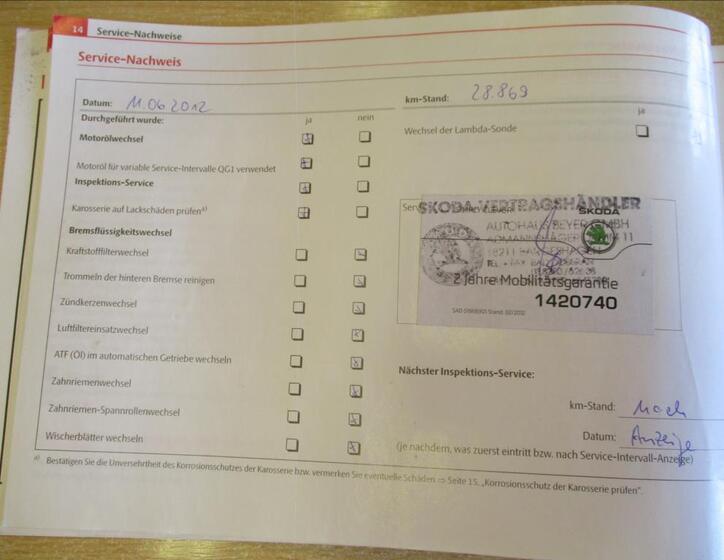 14 Service-Nachweise
Service-Nachweis
Datum: 11.06.2012
km-Stand: 28.869
Durchgeführt wurde: ja nein
ja
Motorölwechsel
Wechsel der Lambda-Sonde
Motoröl für variable Service-Intervalle QG1 verwendet
Inspektions-Service
Karosserie auf Lackschäden prüfen a)
SKODA-VERTRAGSHÄNDLER
AUTOHAUS BEYER GMBH
SKODA
11
18211
2 Jahre Mobilitätsgarantie
1420740
Bremsflüssigkeitswechsel
Kraftstofffilterwechsel
Trommeln der hinteren Bremse reinigen
Zündkerzenwechsel
Luftfiltereinsatzwechsel
ATF (Öl) im automatischen Getriebe wechseln
Zahnriemenwechsel
Zahnriemen-Spannrollenwechsel
Wischerblätter wechseln
Nächster Inspektions-Service:
km-Stand: Nach
Datum: Anzeige
(je nachdem, was zuerst eintritt bzw. nach Service-Intervall-Anzeige)
a) Bestätigen Sie die Unversehrtheit des Korrosionsschutzes der Karosserie bzw. vermerken Sie eventuelle Schäden ⇒ Seite 15, „Korrosionsschutz der Karosserie prüfen".